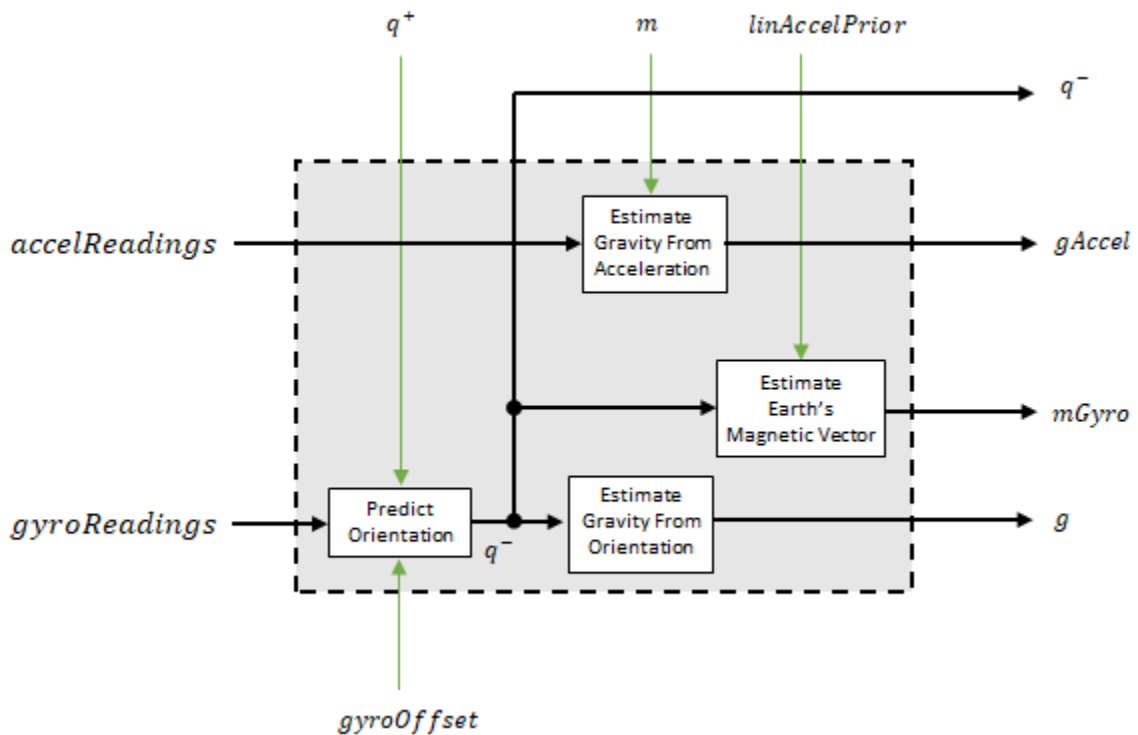 q⁺
m
linAccelPrior
q⁻
accelReadings
Estimate
Gravity From
Acceleration
gAccel
Estimate
Earth's
Magnetic Vector
mGyro
gyroReadings
Predict
Orientation
q⁻
Estimate
Gravity From
Orientation
g
gyroOffset